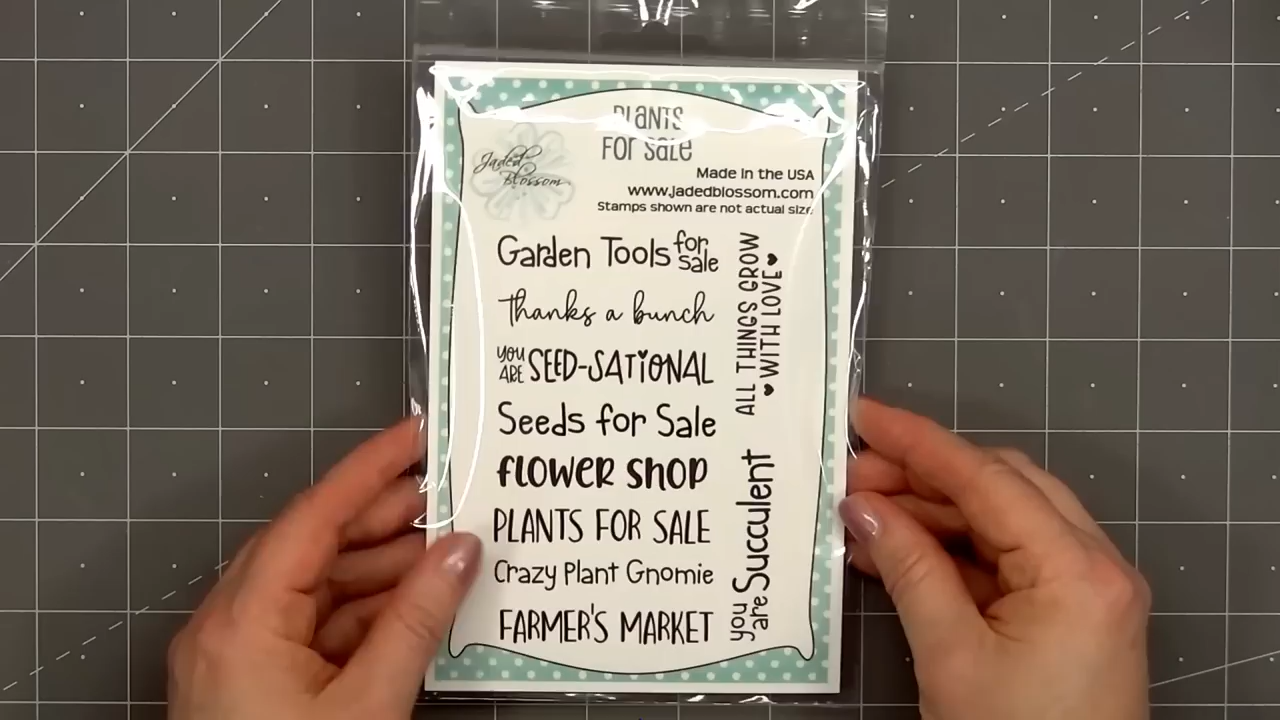 PLANTS
FOR SALE
Jaded
Blossom
Made in the USA
www.jadedblossom.com
Stamps shown are not actual size
Garden Tools for sale
thanks a bunch
you ARE SEED-SATIONAL
Seeds for Sale
flower shop
PLANTS FOR SALE
Crazy Plant Gnomie
FARMER'S MARKET
ALL THINGS GROW
♥WITH LOVE♥
you are Succulent